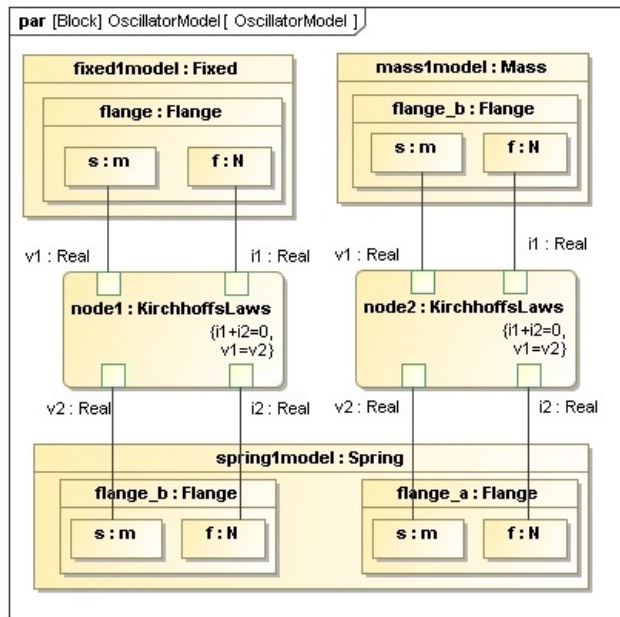 par [Block] OscillatorModel [ OscillatorModel ]
fixed1model : Fixed
flange : Flange
s : m
f : N
mass1model : Mass
flange_b : Flange
s : m
f : N
v1 : Real
i1 : Real
v1 : Real
i1 : Real
node1 : KirchhoffsLaws
{i1+i2=0,
v1=v2}
node2 : KirchhoffsLaws
{i1+i2=0,
v1=v2}
v2 : Real
i2 : Real
v2 : Real
i2 : Real
spring1model : Spring
flange_b : Flange
s : m
f : N
flange_a : Flange
s : m
f : N